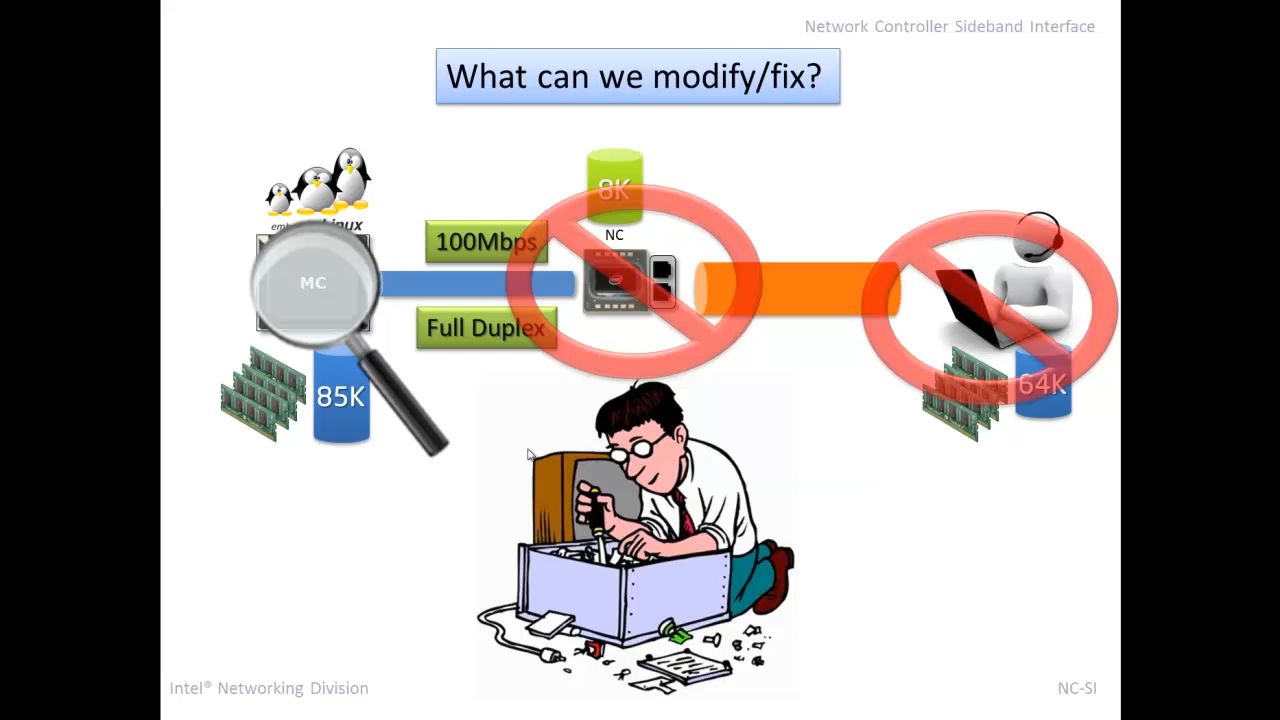 Network Controller Sideband Interface
What can we modify/fix?
8K
NC
100Mbps
MC
Full Duplex
85K
64K
Intel® Networking Division
NC-SI